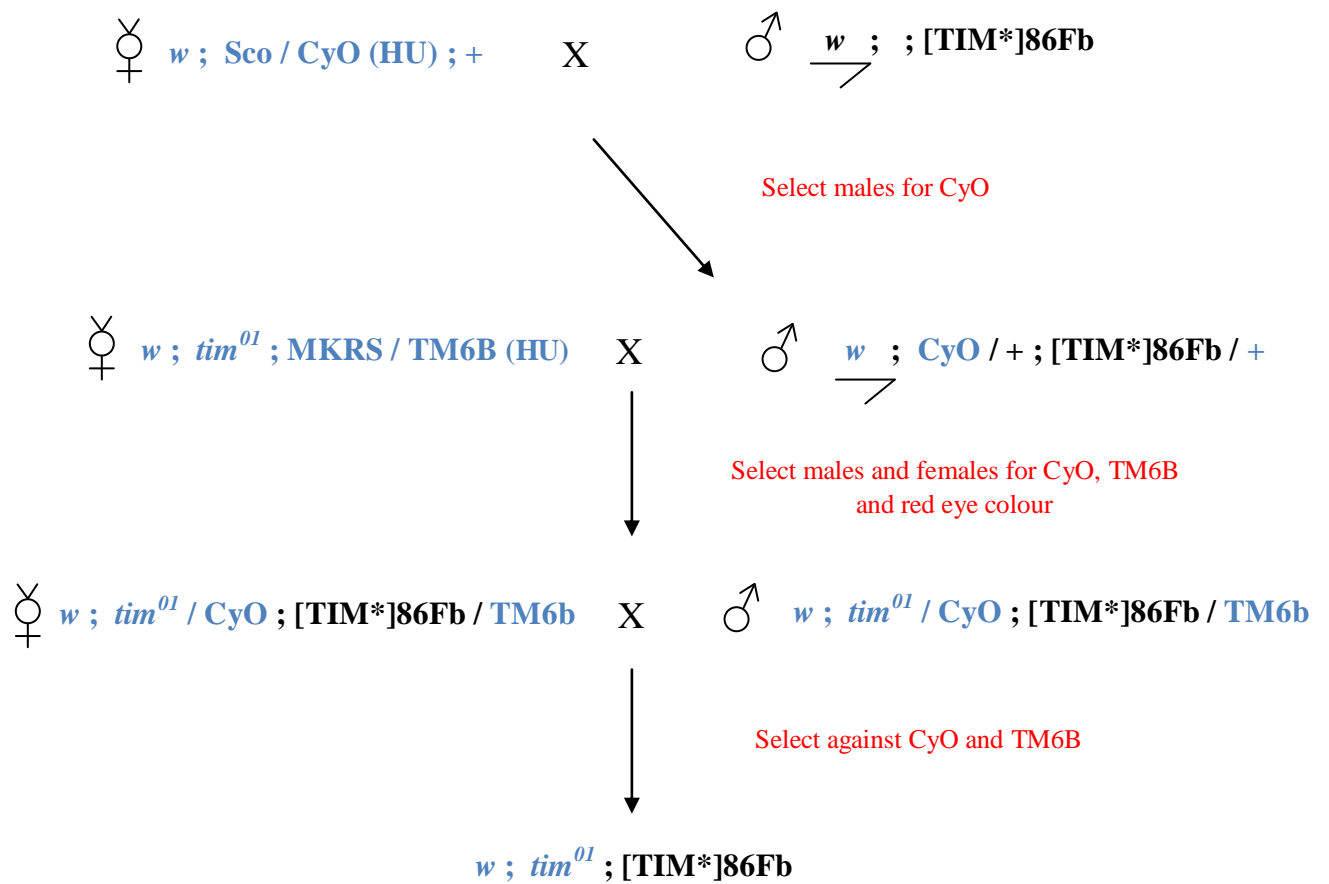 w ; Sco / CyO (HU) ; + X w ; ; [TIM*]86Fb
Select males for CyO
w ; tim⁰¹ ; MKRS / TM6B (HU) X w ; CyO / + ; [TIM*]86Fb / +
Select males and females for CyO, TM6B
and red eye colour
w ; tim⁰¹ / CyO ; [TIM*]86Fb / TM6b X w ; tim⁰¹ / CyO ; [TIM*]86Fb / TM6b
Select against CyO and TM6B
w ; tim⁰¹ ; [TIM*]86Fb